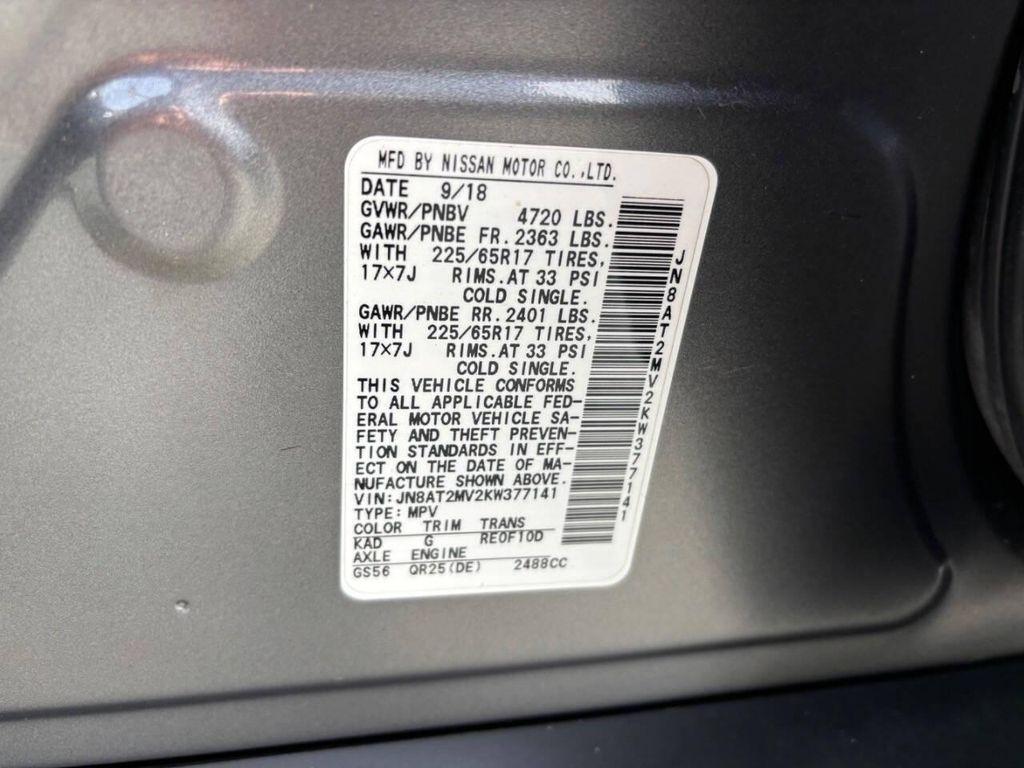 MFD BY NISSAN MOTOR CO.,LTD.
DATE 9/18
GVWR/PNBV 4720 LBS.
GAWR/PNBE FR. 2363 LBS.
WITH 225/65R17 TIRES,
17×7J RIMS.AT 33 PSI
COLD SINGLE.
GAWR/PNBE RR. 2401 LBS.
WITH 225/65R17 TIRES,
17×7J RIMS.AT 33 PSI
COLD SINGLE.
THIS VEHICLE CONFORMS
TO ALL APPLICABLE FED-
ERAL MOTOR VEHICLE SA-
FETY AND THEFT PREVEN-
TION STANDARDS IN EFF-
ECT ON THE DATE OF MA-
NUFACTURE SHOWN ABOVE.
VIN:JN8AT2MV2KW377141
TYPE:MPV
COLOR TRIM TRANS
KAD G RE0F10D
AXLE ENGINE
GS56 QR25(DE) 2488CC
JN8AT2MV2KW377141